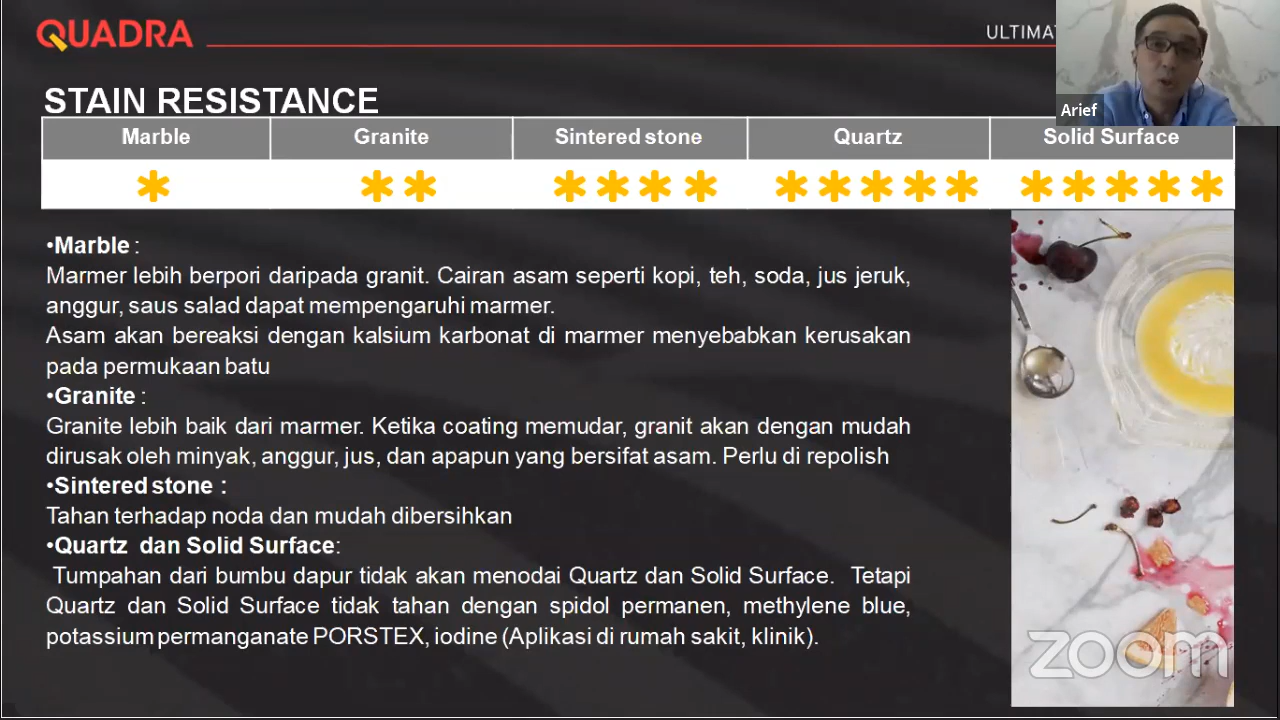 QUADRA
ULTIMAT
Arief
STAIN RESISTANCE
Marble Granite Sintered stone Quartz Solid Surface
* ** **** ***** *****
•Marble :
Marmer lebih berpori daripada granit. Cairan asam seperti kopi, teh, soda, jus jeruk,
anggur, saus salad dapat mempengaruhi marmer.
Asam akan bereaksi dengan kalsium karbonat di marmer menyebabkan kerusakan
pada permukaan batu
•Granite :
Granite lebih baik dari marmer. Ketika coating memudar, granit akan dengan mudah
dirusak oleh minyak, anggur, jus, dan apapun yang bersifat asam. Perlu di repolish
•Sintered stone :
Tahan terhadap noda dan mudah dibersihkan
•Quartz dan Solid Surface:
Tumpahan dari bumbu dapur tidak akan menodai Quartz dan Solid Surface. Tetapi
Quartz dan Solid Surface tidak tahan dengan spidol permanen, methylene blue,
potassium permanganate PORSTEX, iodine (Aplikasi di rumah sakit, klinik).
zoom